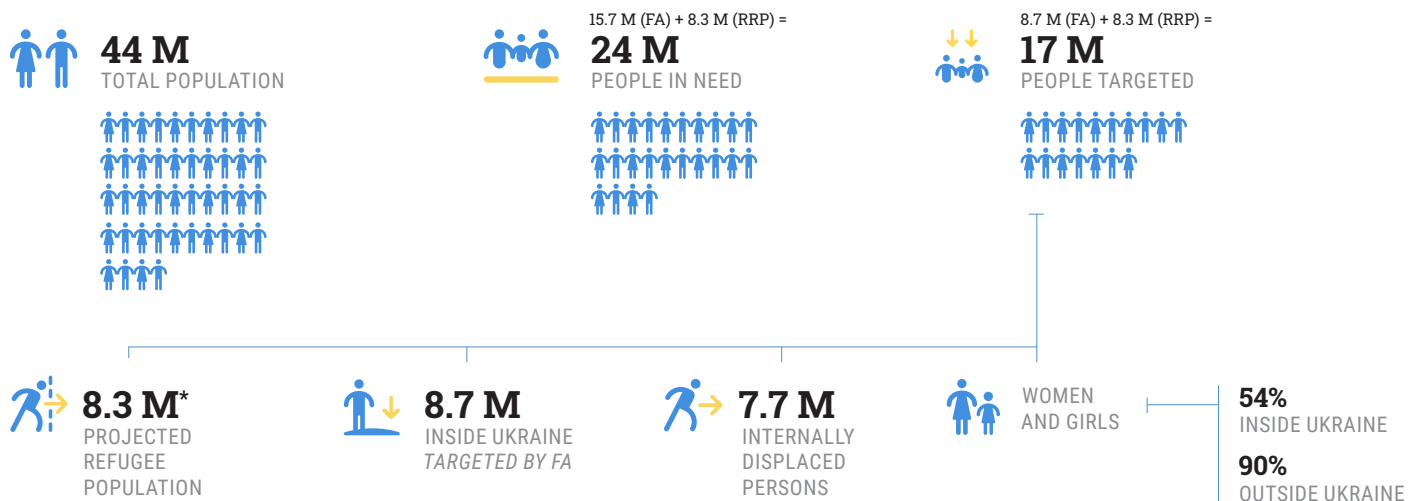 44 M
TOTAL POPULATION
15.7 M (FA) + 8.3 M (RRP) =
24 M
PEOPLE IN NEED
8.7 M (FA) + 8.3 M (RRP) =
17 M
PEOPLE TARGETED
8.3 M*
PROJECTED
REFUGEE
POPULATION
8.7 M
INSIDE UKRAINE
TARGETED BY FA
7.7 M
INTERNALLY
DISPLACED
PERSONS
WOMEN
AND GIRLS
54%
INSIDE UKRAINE
90%
OUTSIDE UKRAINE